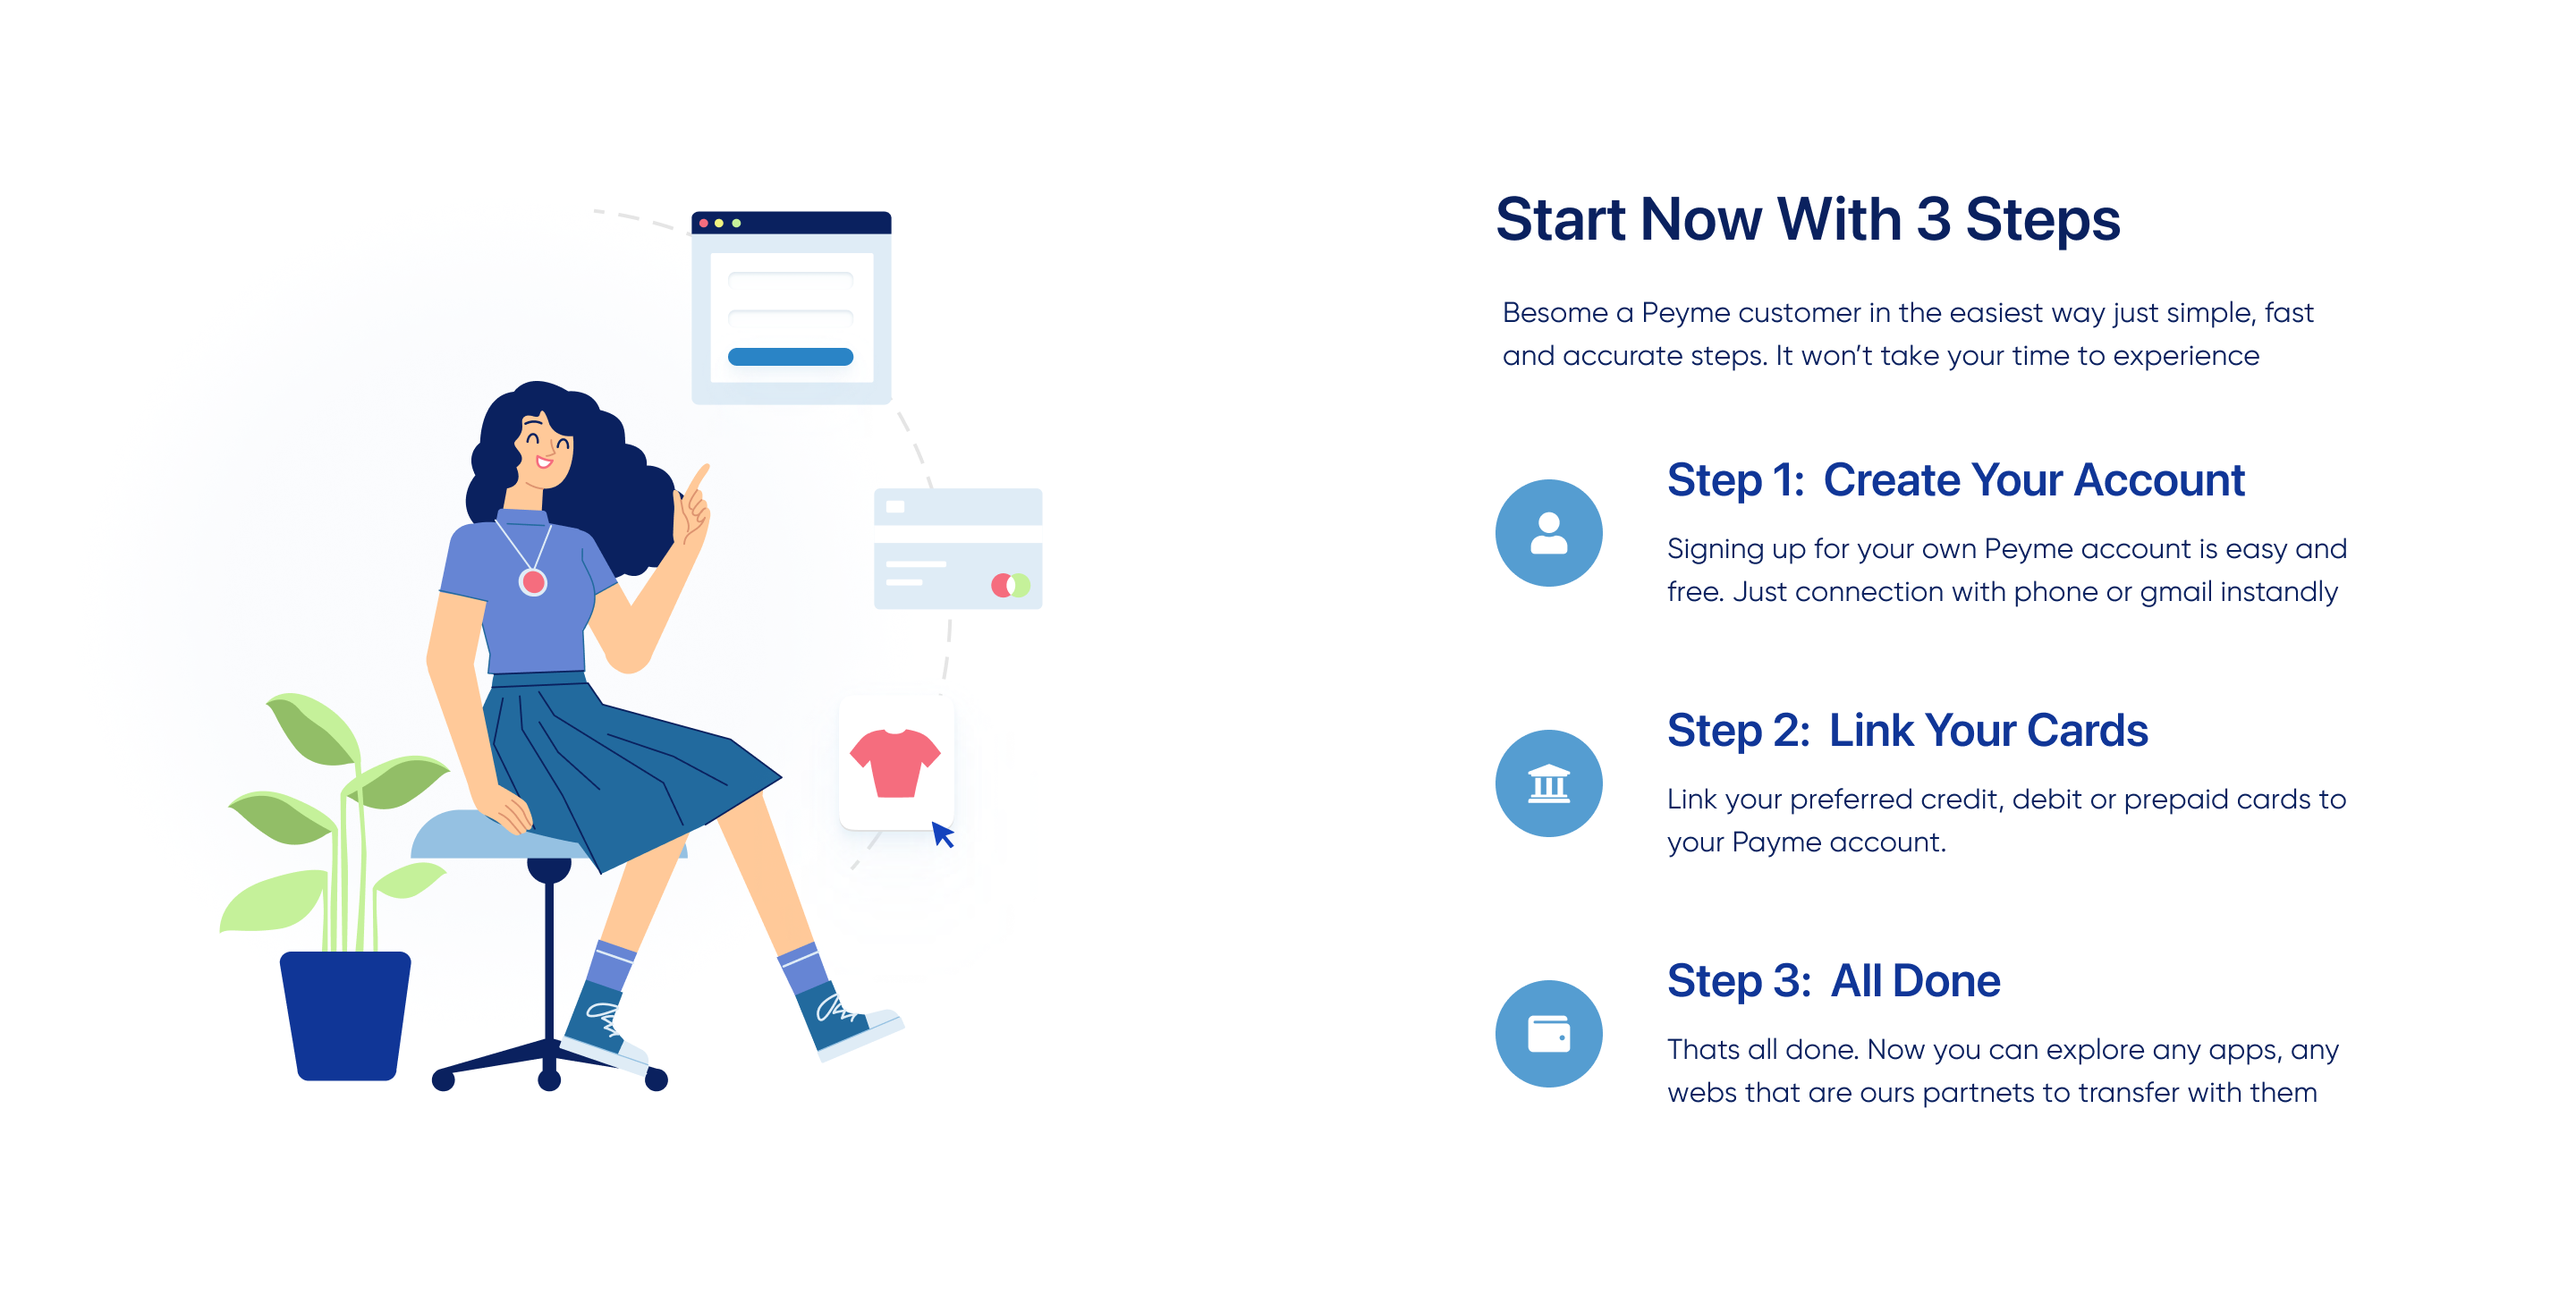 Start Now With 3 Steps
Besome a Peyme customer in the easiest way just simple, fast
and accurate steps. It won’t take your time to experience
Step 1: Create Your Account
Signing up for your own Peyme account is easy and
free. Just connection with phone or gmail instandly
Step 2: Link Your Cards
Link your preferred credit, debit or prepaid cards to
your Payme account.
Step 3: All Done
Thats all done. Now you can explore any apps, any
webs that are ours partnets to transfer with them